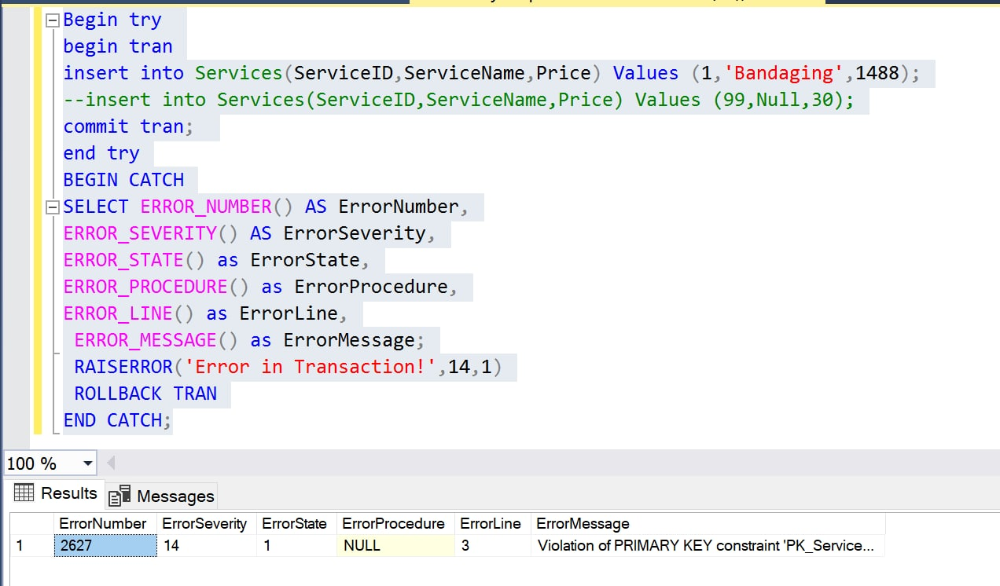 Begin try
begin tran
insert into Services(ServiceID,ServiceName,Price) Values (1,'Bandaging',1488);
--insert into Services(ServiceID,ServiceName,Price) Values (99,Null,30);
commit tran;
end try
BEGIN CATCH
SELECT ERROR_NUMBER() AS ErrorNumber,
ERROR_SEVERITY() AS ErrorSeverity,
ERROR_STATE() as ErrorState,
ERROR_PROCEDURE() as ErrorProcedure,
ERROR_LINE() as ErrorLine,
ERROR_MESSAGE() as ErrorMessage;
RAISERROR('Error in Transaction!',14,1)
ROLLBACK TRAN
END CATCH;
100 %
Results Messages
ErrorNumber ErrorSeverity ErrorState ErrorProcedure ErrorLine ErrorMessage
1 2627 14 1 NULL 3 Violation of PRIMARY KEY constraint 'PK_Service...